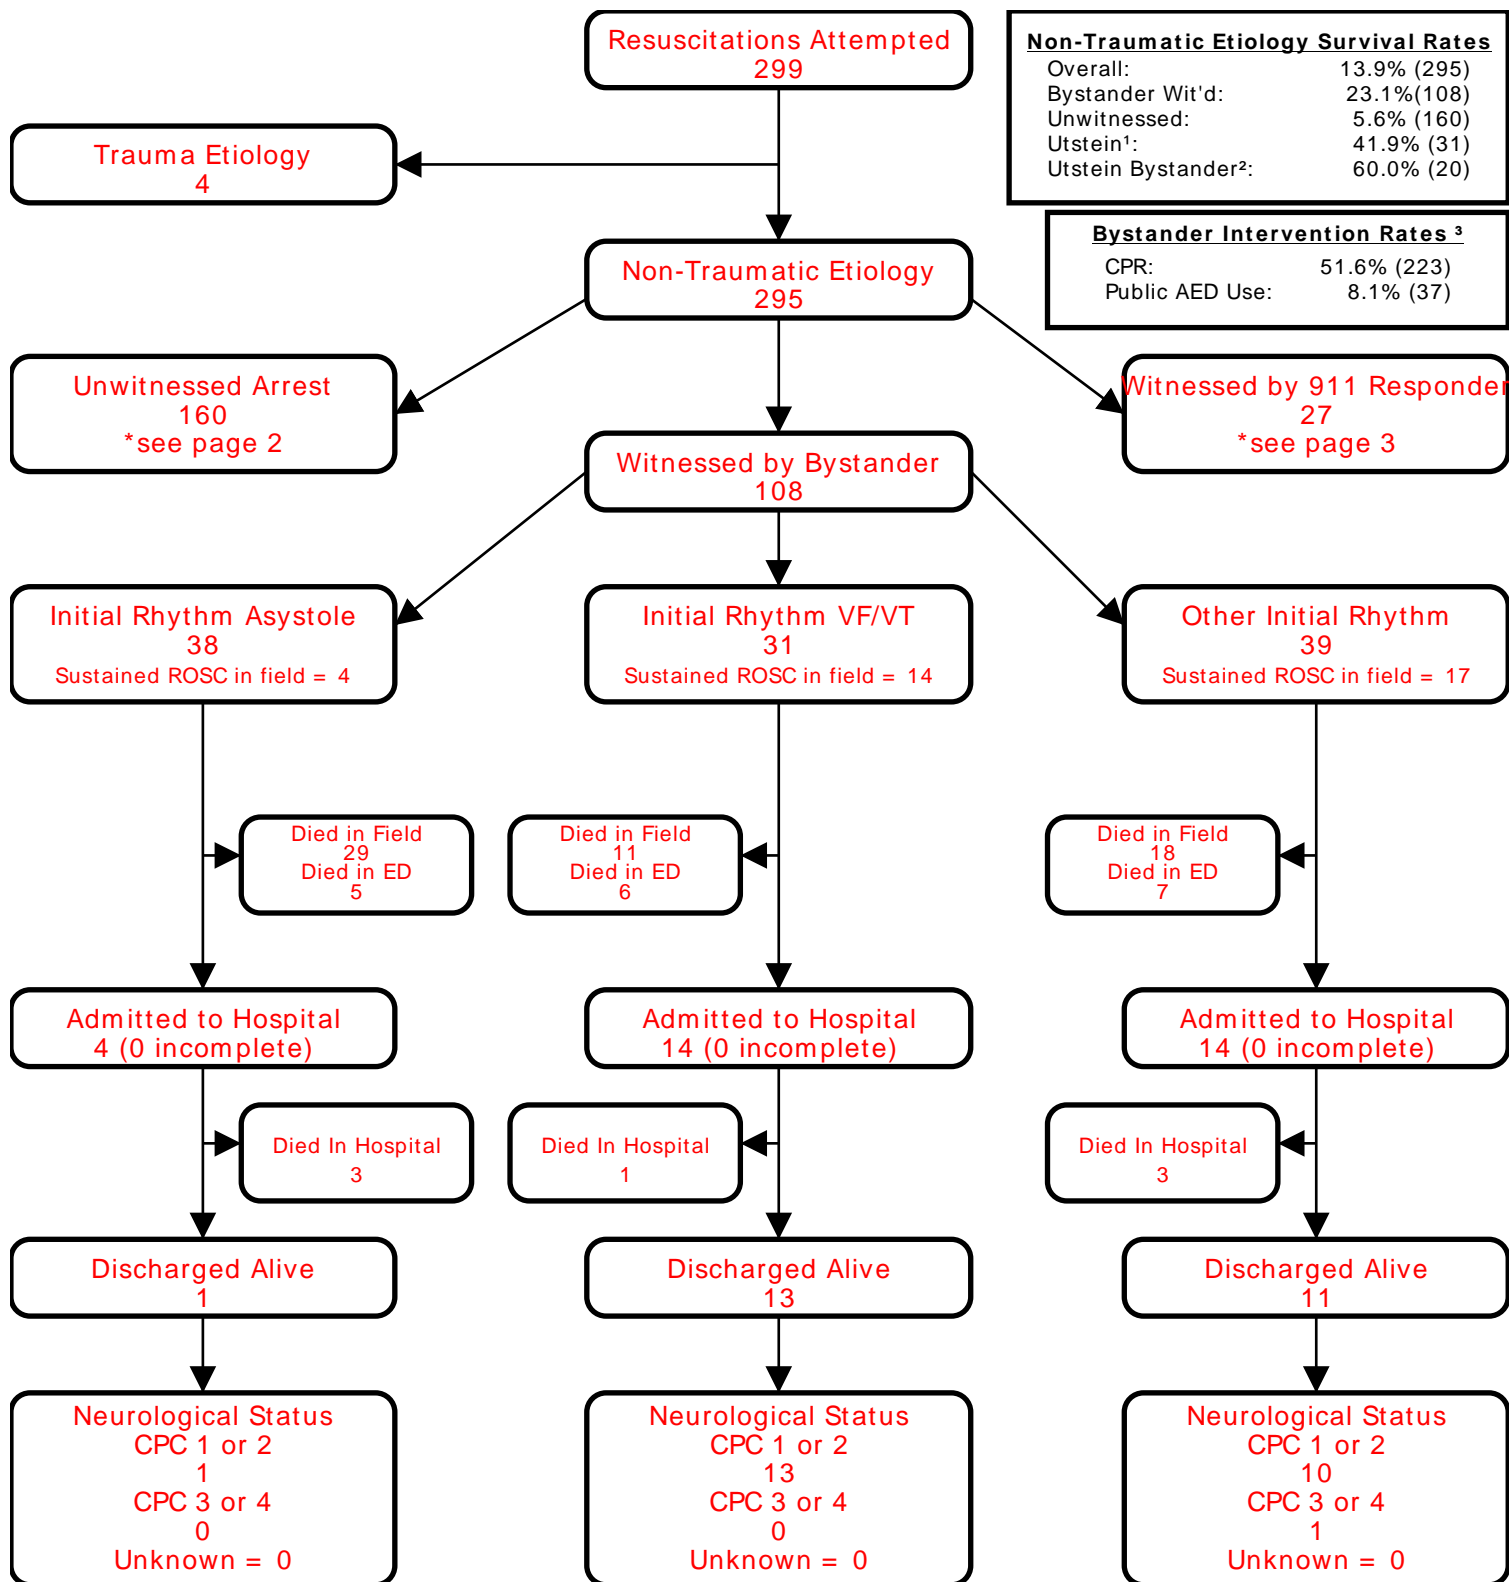 Resuscitations Attempted
299
Non-Traumatic Etiology Survival Rates
Overall: 13.9% (295)
Bystander Wit'd: 23.1%(108)
Unwitnessed: 5.6% (160)
Utstein¹: 41.9% (31)
Utstein Bystander²: 60.0% (20)
Trauma Etiology
4
Bystander Intervention Rates ³
CPR: 51.6% (223)
Public AED Use: 8.1% (37)
Non-Traumatic Etiology
295
Unwitnessed Arrest
160
*see page 2
Witnessed by Bystander
108
Witnessed by 911 Responder
27
*see page 3
Initial Rhythm Asystole
38
Sustained ROSC in field = 4
Initial Rhythm VF/VT
31
Sustained ROSC in field = 14
Other Initial Rhythm
39
Sustained ROSC in field = 17
Died in Field
29
Died in ED
5
Died in Field
11
Died in ED
6
Died in Field
18
Died in ED
7
Admitted to Hospital
4 (0 incomplete)
Admitted to Hospital
14 (0 incomplete)
Admitted to Hospital
14 (0 incomplete)
Died In Hospital
3
Died In Hospital
1
Died In Hospital
3
Discharged Alive
1
Discharged Alive
13
Discharged Alive
11
Neurological Status
CPC 1 or 2
1
CPC 3 or 4
0
Unknown = 0
Neurological Status
CPC 1 or 2
13
CPC 3 or 4
0
Unknown = 0
Neurological Status
CPC 1 or 2
10
CPC 3 or 4
1
Unknown = 0